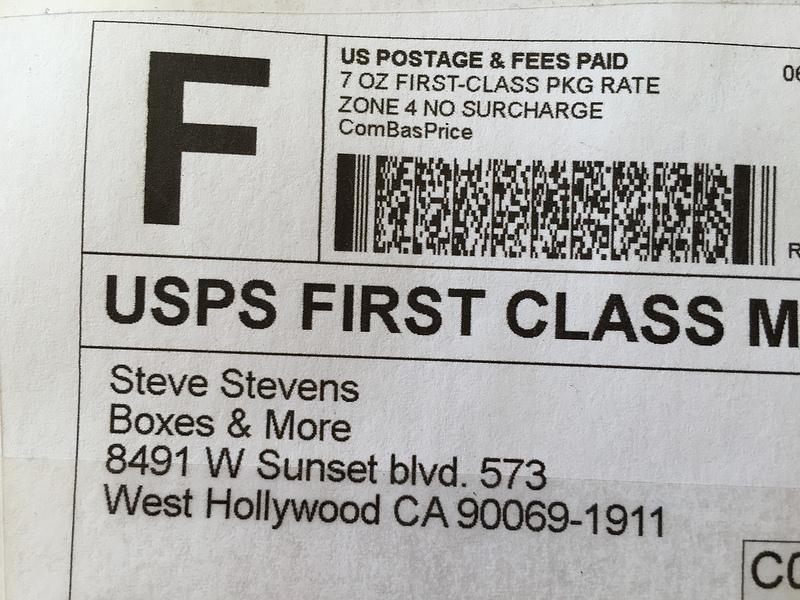 F
US POSTAGE & FEES PAID
7 OZ FIRST-CLASS PKG RATE
ZONE 4 NO SURCHARGE
ComBasPrice
06
R
USPS FIRST CLASS M
Steve Stevens
Boxes & More
8491 W Sunset blvd. 573
West Hollywood CA 90069-1911